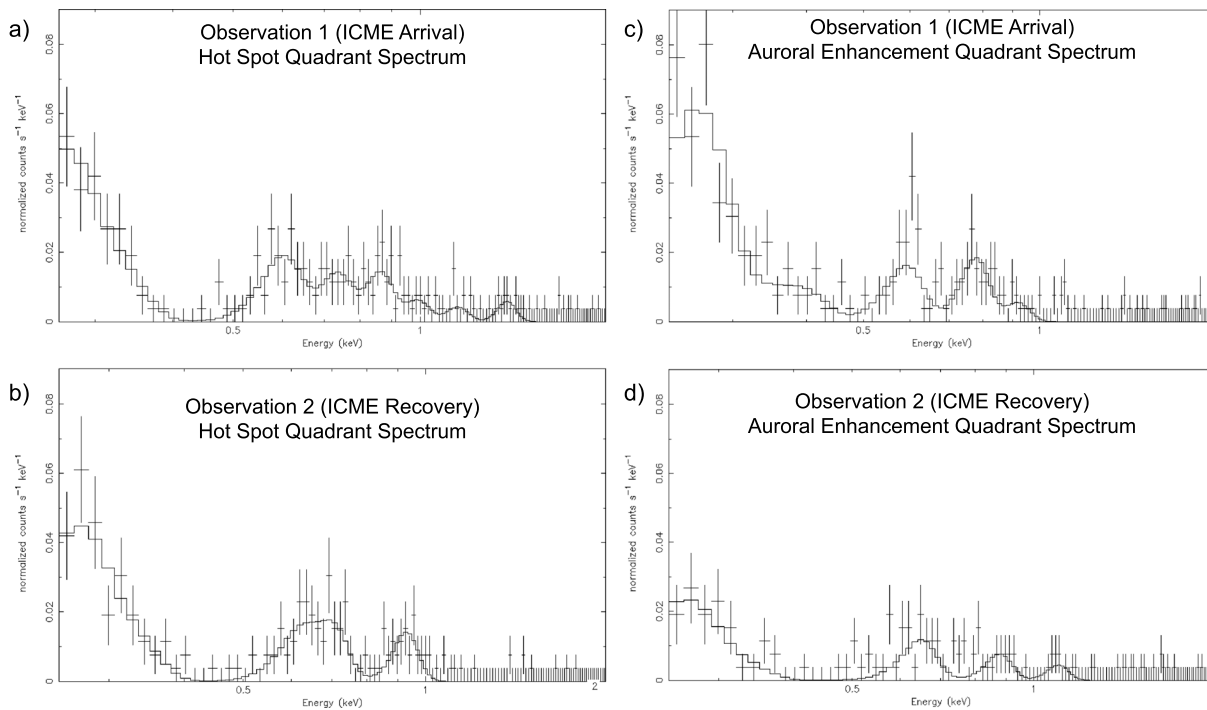 a)
Observation 1 (ICME Arrival)
Hot Spot Quadrant Spectrum
normalized counts s⁻¹ keV⁻¹
0.08
0.06
0.04
0.02
0
0.5
1
Energy (keV)
c)
Observation 1 (ICME Arrival)
Auroral Enhancement Quadrant Spectrum
normalized counts s⁻¹ keV⁻¹
0.08
0.06
0.04
0.02
0
0.5
1
Energy (keV)
b)
Observation 2 (ICME Recovery)
Hot Spot Quadrant Spectrum
normalized counts s⁻¹ keV⁻¹
0.08
0.06
0.04
0.02
0
0.5
1
2
Energy (keV)
d)
Observation 2 (ICME Recovery)
Auroral Enhancement Quadrant Spectrum
normalized counts s⁻¹ keV⁻¹
0.08
0.06
0.04
0.02
0
0.5
1
Energy (keV)